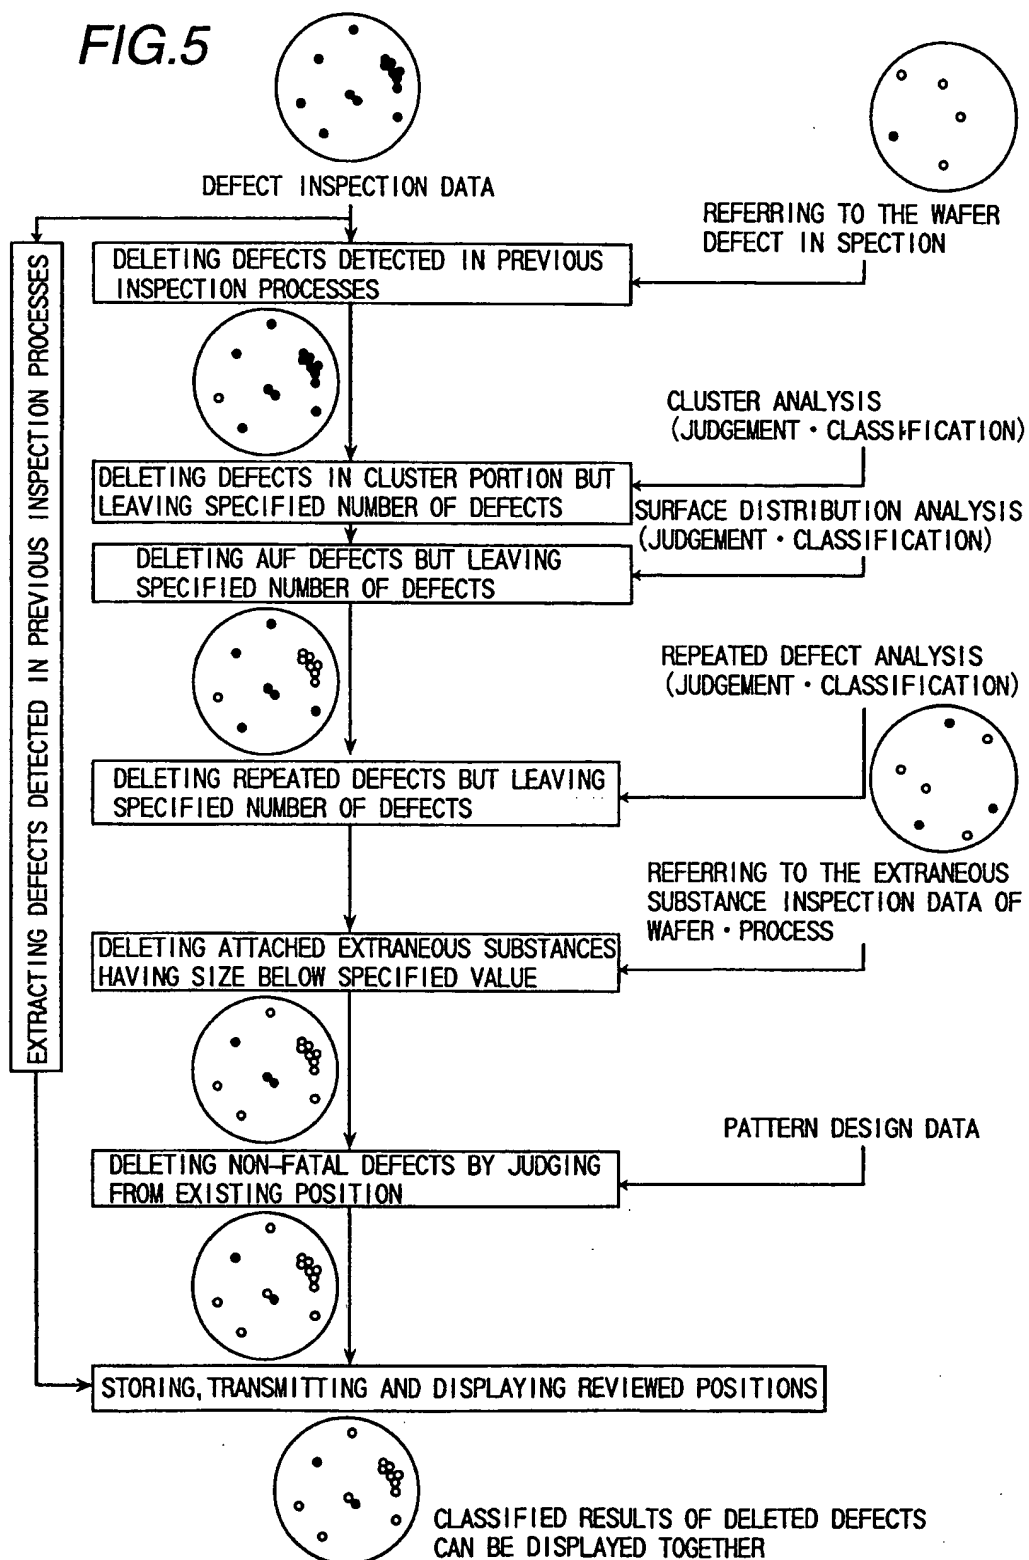 FIG.5
DEFECT INSPECTION DATA
REFERRING TO THE WAFER
DEFECT IN SPECTION
EXTRACTING DEFECTS DETECTED IN PREVIOUS INSPECTION PROCESSES
DELETING DEFECTS DETECTED IN PREVIOUS
INSPECTION PROCESSES
CLUSTER ANALYSIS
(JUDGEMENT・CLASSIFICATION)
DELETING DEFECTS IN CLUSTER PORTION BUT
LEAVING SPECIFIED NUMBER OF DEFECTS
SURFACE DISTRIBUTION ANALYSIS
(JUDGEMENT・CLASSIFICATION)
DELETING AUF DEFECTS BUT LEAVING
SPECIFIED NUMBER OF DEFECTS
REPEATED DEFECT ANALYSIS
(JUDGEMENT・CLASSIFICATION)
DELETING REPEATED DEFECTS BUT LEAVING
SPECIFIED NUMBER OF DEFECTS
REFERRING TO THE EXTRANEOUS
SUBSTANCE INSPECTION DATA OF
WAFER・PROCESS
DELETING ATTACHED EXTRANEOUS SUBSTANCES
HAVING SIZE BELOW SPECIFIED VALUE
PATTERN DESIGN DATA
DELETING NON-FATAL DEFECTS BY JUDGING
FROM EXISTING POSITION
STORING, TRANSMITTING AND DISPLAYING REVIEWED POSITIONS
CLASSIFIED RESULTS OF DELETED DEFECTS
CAN BE DISPLAYED TOGETHER